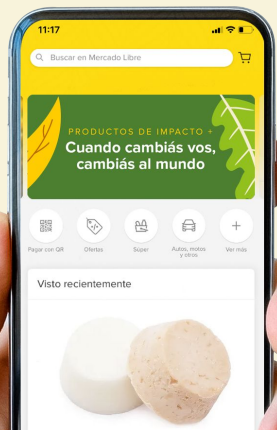 11:17
Buscar en Mercado Libre
PRODUCTOS DE IMPACTO +
Cuando cambiás vos,
cambiás al mundo
Pagar con QR
Ofertas
Súper
Autos, motos
y otros
Ver más
Visto recientemente